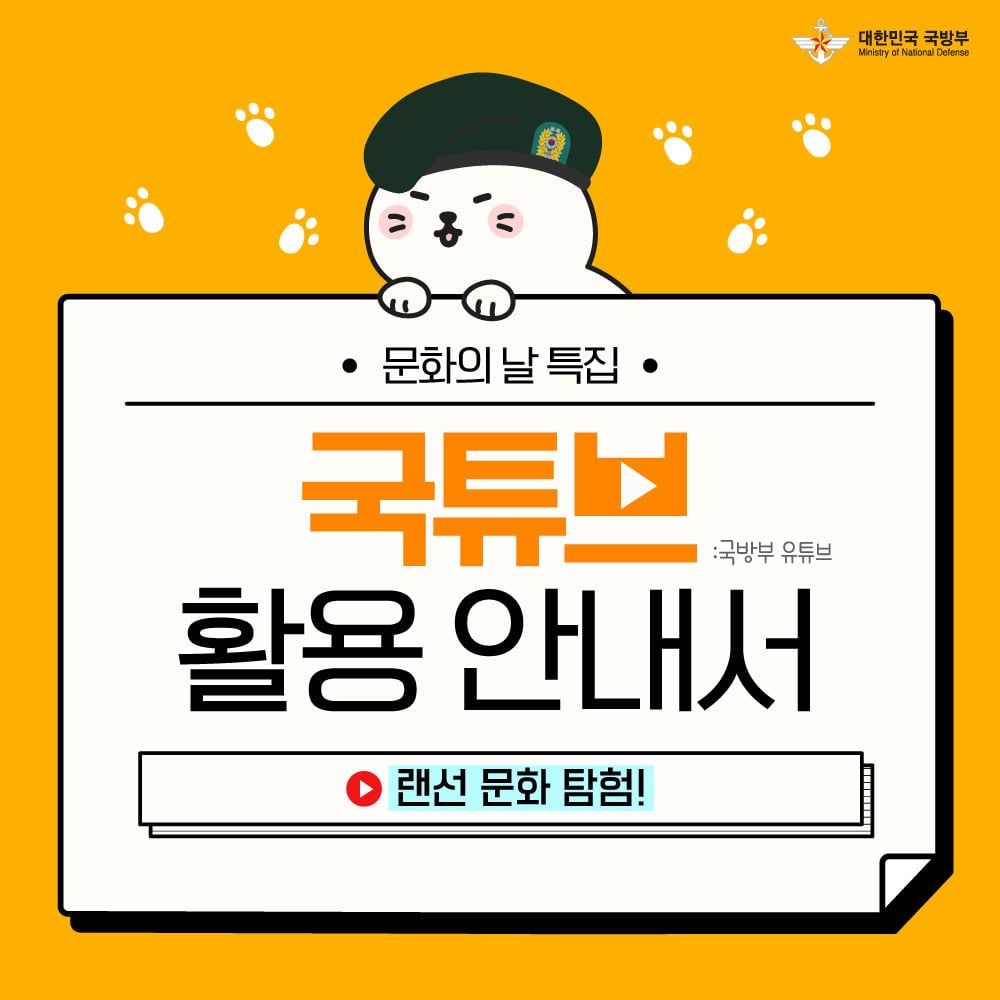 대한민국 국방부
Ministry of National Defense
• 문화의 날 특집 •
국튜브
:국방부 유튜브
활용 안내서
랜선 문화 탐험!